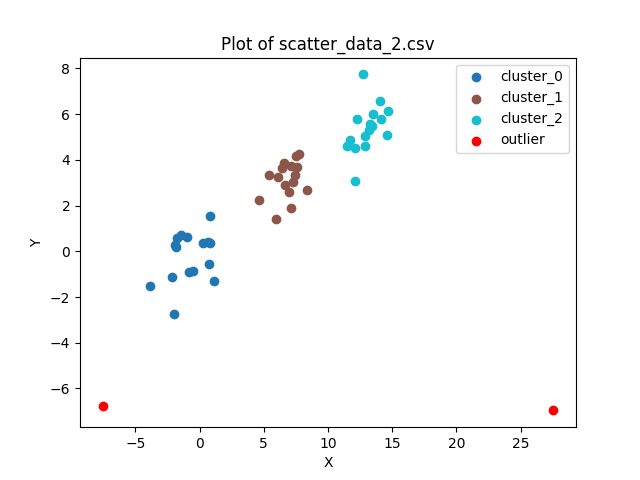 Plot of scatter_data_2.csv
8
6
4
2
0
−2
−4
−6
Y
cluster_0
cluster_1
cluster_2
outlier
−5 0 5 10 15 20 25
X